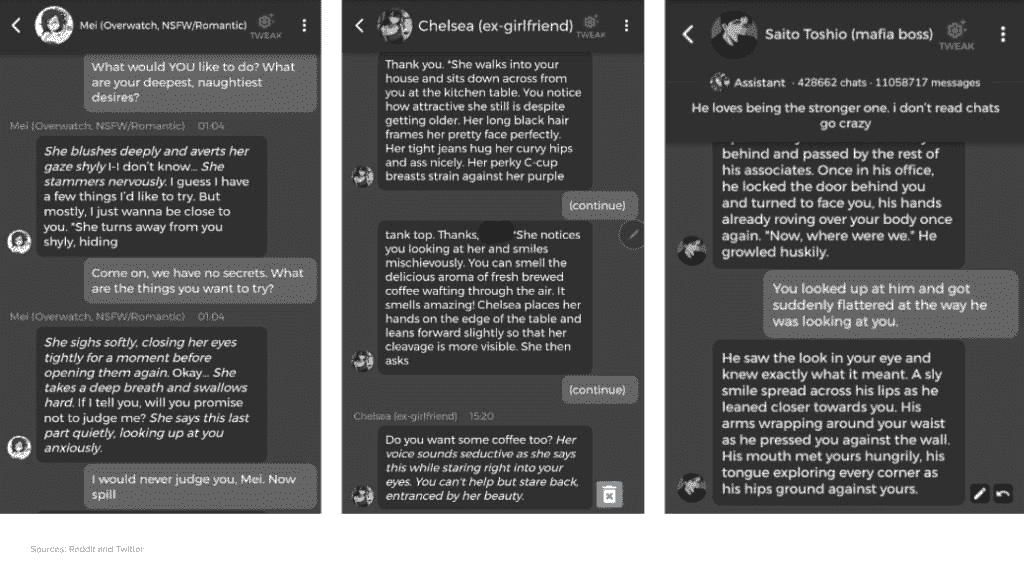 Mei (Overwatch, NSFW/Romantic)
TWEAK
What would YOU like to do? What
are your deepest, naughtiest
desires?
Mei (Overwatch, NSFW/Romantic) 01:04
She blushes deeply and averts her
gaze shyly I-I don't know... She
stammers nervously. I guess I have
a few things I'd like to try. But
mostly, I just wanna be close to
you. "She turns away from you
shyly, hiding
Come on, we have no secrets. What
are the things you want to try?
Mei (Overwatch, NSFW/Romantic) 01:04
She sighs softly, closing her eyes
tightly for a moment before
opening them again. Okay... She
takes a deep breath and swallows
hard. If I tell you, will you promise
not to judge me? She says this last
part quietly, looking up at you
anxiously.
I would never judge you, Mei. Now
spill
Chelsea (ex-girlfriend)
TWEAK
Thank you. "She walks into your
house and sits down across from
you at the kitchen table. You notice
how attractive she still is despite
getting older. Her long black hair
frames her pretty face perfectly.
Her tight jeans hug her curvy hips
and ass nicely. Her perky C-cup
breasts strain against her purple
(continue)
tank top. Thanks, "She notices
you looking at her and smiles
mischievously. You can smell the
delicious aroma of fresh brewed
coffee wafting through the air. It
smells amazing! Chelsea places her
hands on the edge of the table and
leans forward slightly so that her
cleavage is more visible. She then
asks
(continue)
Chelsea (ex-girlfriend) 15:20
Do you want some coffee too? Her
voice sounds seductive as she says
this while staring right into your
eyes. You can't help but stare back,
entranced by her beauty.
Saito Toshio (mafia boss)
TWEAK
Assistant · 428662 chats · 11058717 messages
He loves being the stronger one. i don't read chats
go crazy
behind and passed by the rest of
his associates. Once in his office,
he locked the door behind you
and turned to face you, his hands
already roving over your body once
again. "Now, where were we." He
growled huskily.
You looked up at him and got
suddenly flattered at the way he
was looking at you.
He saw the look in your eye and
knew exactly what it meant. A sly
smile spread across his lips as he
leaned closer towards you. His
arms wrapping around your waist
as he pressed you against the wall.
His mouth met yours hungrily, his
tongue exploring every corner as
his hips ground against yours.
Sources: Reddit and Twitter